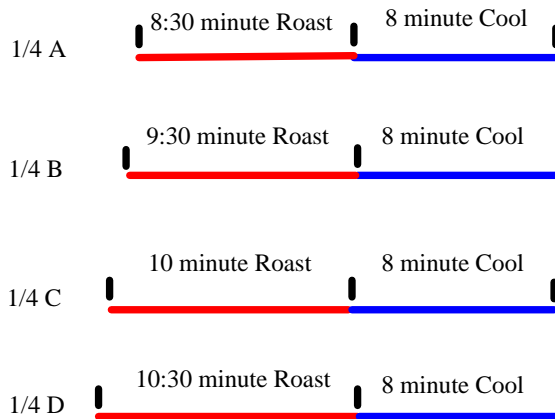 8:30 minute Roast 8 minute Cool
1/4 A
9:30 minute Roast 8 minute Cool
1/4 B
10 minute Roast 8 minute Cool
1/4 C
10:30 minute Roast 8 minute Cool
1/4 D